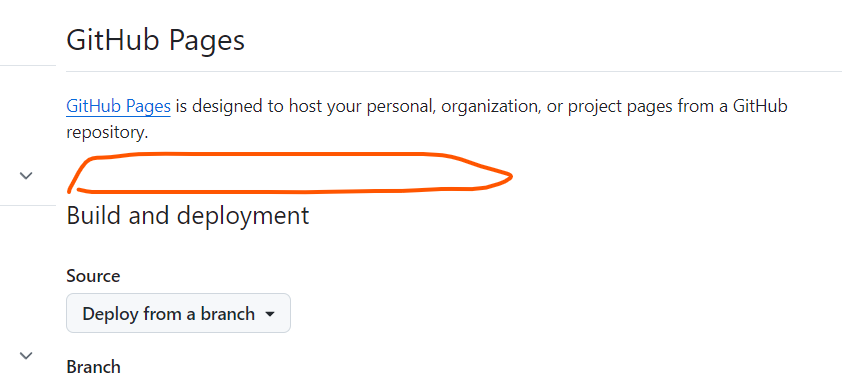 GitHub Pages
GitHub Pages is designed to host your personal, organization, or project pages from a GitHub
repository.
Build and deployment
Source
Deploy from a branch
Branch